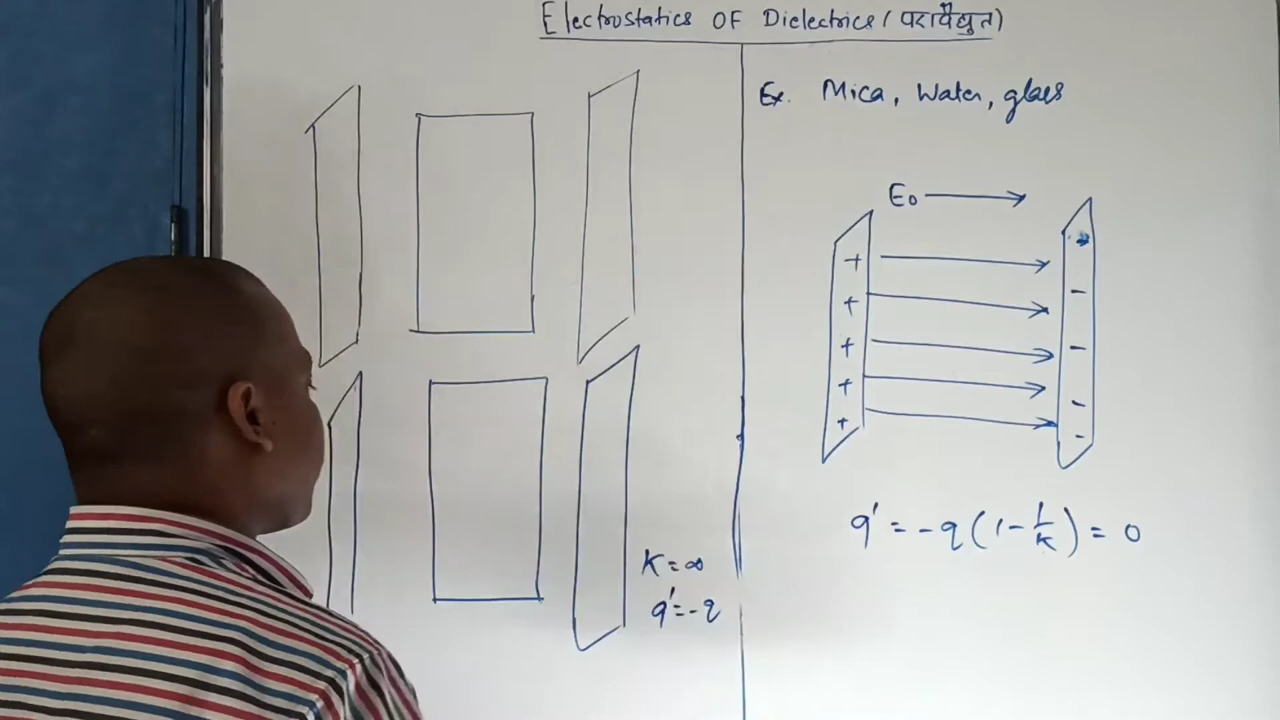 Electrostatics OF Dielectrics (परावैद्युत)
Ex. Mica, Water, glass
E₀
+ -
+ -
+ -
+ -
+
K=∞
q'=-q
q' = -q(1-1/K) = 0